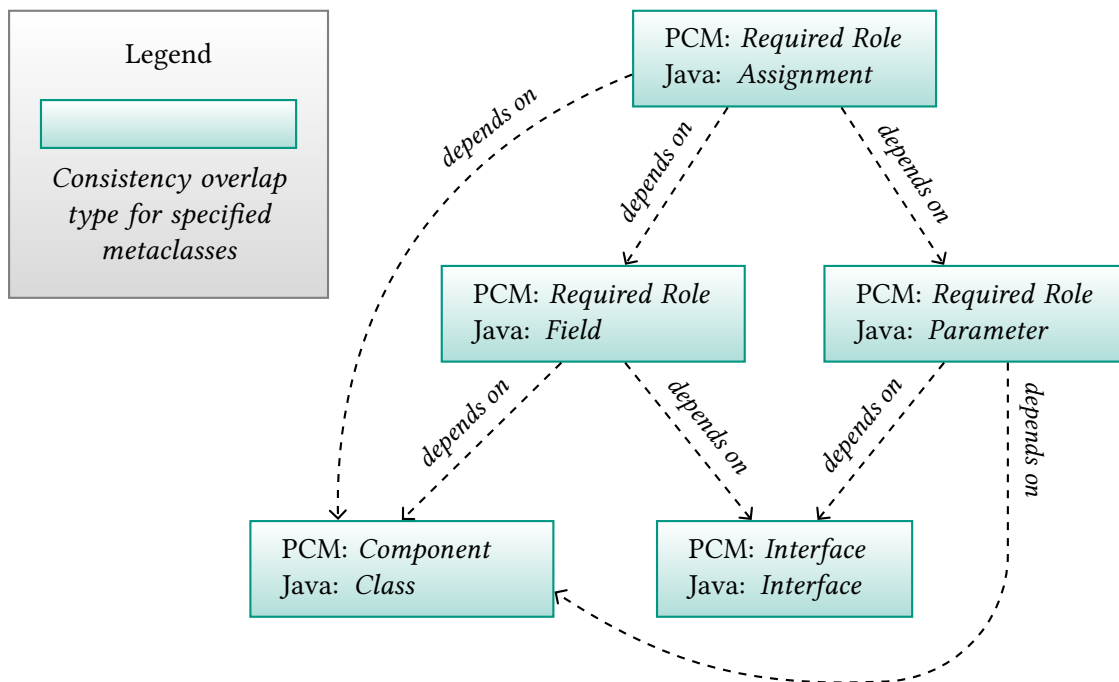 Legend
Consistency overlap
type for specified
metaclasses
PCM: Required Role
Java: Assignment
depends on
depends on
depends on
PCM: Required Role
Java: Field
PCM: Required Role
Java: Parameter
depends on
depends on
depends on
depends on
PCM: Component
Java: Class
PCM: Interface
Java: Interface